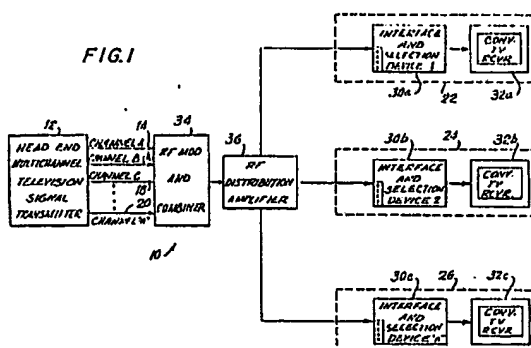 FIG.1
12
HEAD END
MULTICHANNEL
TELEVISION
SIGNAL
TRANSMITTER
CHANNEL A
CHANNEL B
CHANNEL C
CHANNEL "N"
14
16
18
20
34
RF MOD
AND
COMBINER
10
36
RF
DISTRIBUTION
AMPLIFIER
INTERFACE
AND
SELECTION
DEVICE 1
30a
22
CONV.
TV
RCVR.
32a
30b
24
32b
INTERFACE
AND
SELECTION
DEVICE 2
CONV.
TV
RCVR.
30c
26
32c
INTERFACE
AND
SELECTION
DEVICE "N"
CONV.
TV
RCVR.